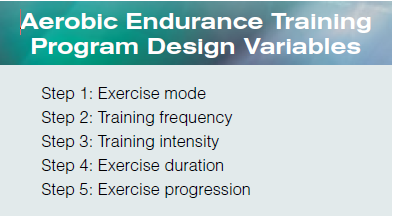 Aerobic Endurance Training
Program Design Variables
Step 1: Exercise mode
Step 2: Training frequency
Step 3: Training intensity
Step 4: Exercise duration
Step 5: Exercise progression